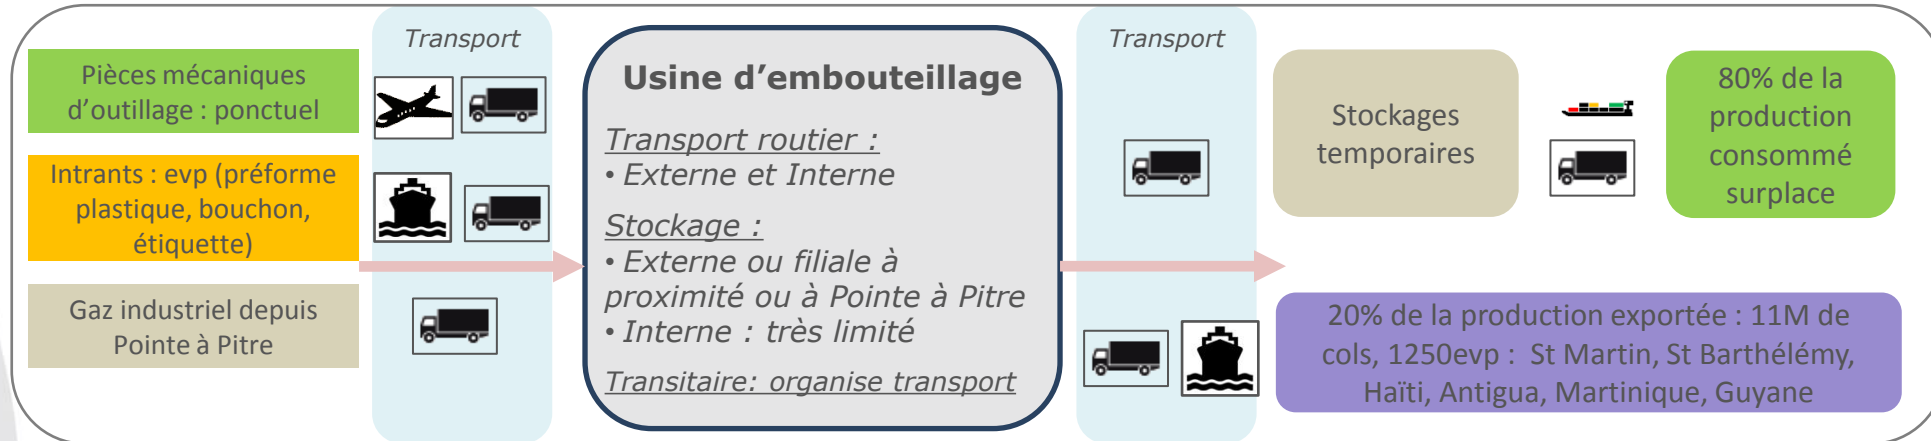 Pièces mécaniques
d'outillage : ponctuel
Intrants : evp (préforme
plastique, bouchon,
étiquette)
Gaz industriel depuis
Pointe à Pitre
Transport
Usine d'embouteillage
Transport routier :
• Externe et Interne
Stockage :
• Externe ou filiale à
proximité ou à Pointe à Pitre
• Interne : très limité
Transitaire: organise transport
Transport
Stockages
temporaires
80% de la
production
consommé
surplace
20% de la production exportée : 11M de
cols, 1250evp : St Martin, St Barthélémy,
Haïti, Antigua, Martinique, Guyane